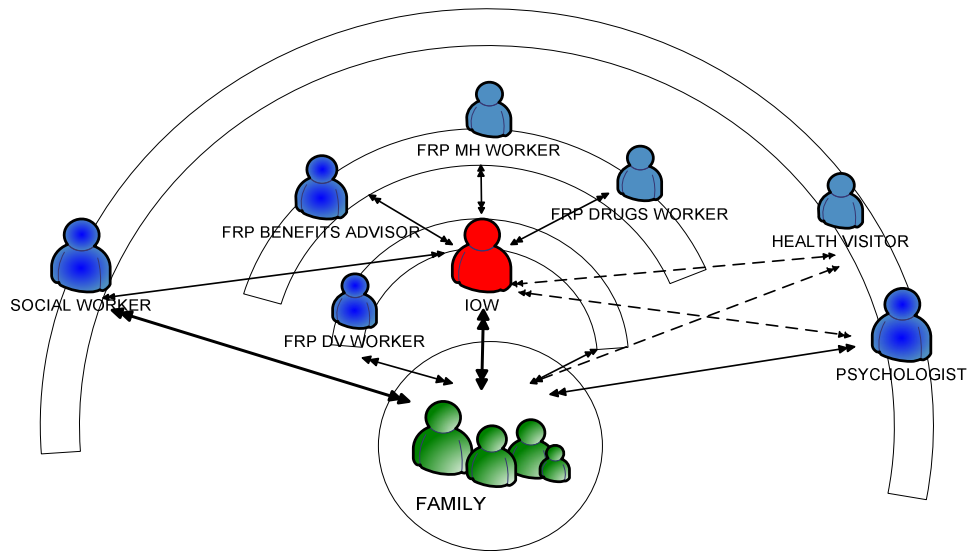 FRP MH WORKER
FRP DRUGS WORKER
FRP BENEFITS ADVISOR
HEALTH VISITOR
SOCIAL WORKER
IOW
FRP DV WORKER
PSYCHOLOGIST
FAMILY